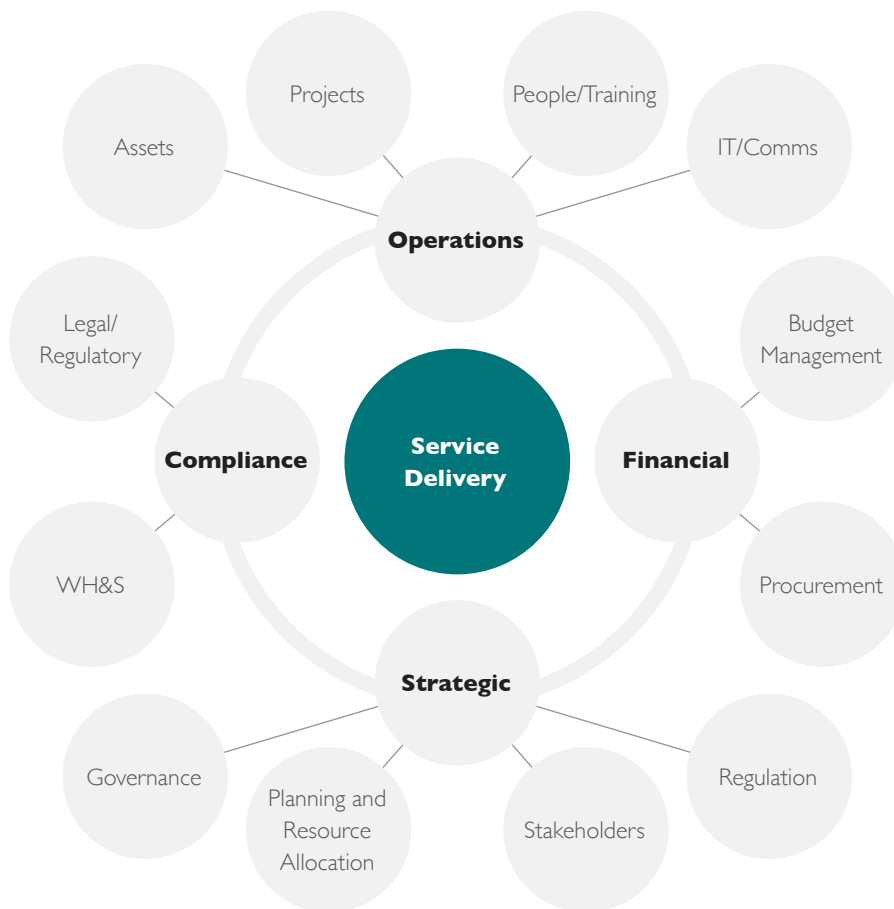 Projects
People/Training
Assets
IT/Comms
Operations
Legal/
Regulatory
Budget
Management
Compliance
Service
Delivery
Financial
WH&S
Procurement
Strategic
Governance
Planning and
Resource
Allocation
Stakeholders
Regulation